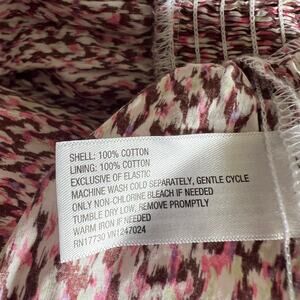 SHELL: 100% COTTON
LINING: 100% COTTON
EXCLUSIVE OF ELASTIC
MACHINE WASH COLD SEPARATELY, GENTLE CYCLE
ONLY NON-CHLORINE BLEACH IF NEEDED
TUMBLE DRY LOW, REMOVE PROMPTLY
WARM IRON IF NEEDED
RN17730 VN1247024